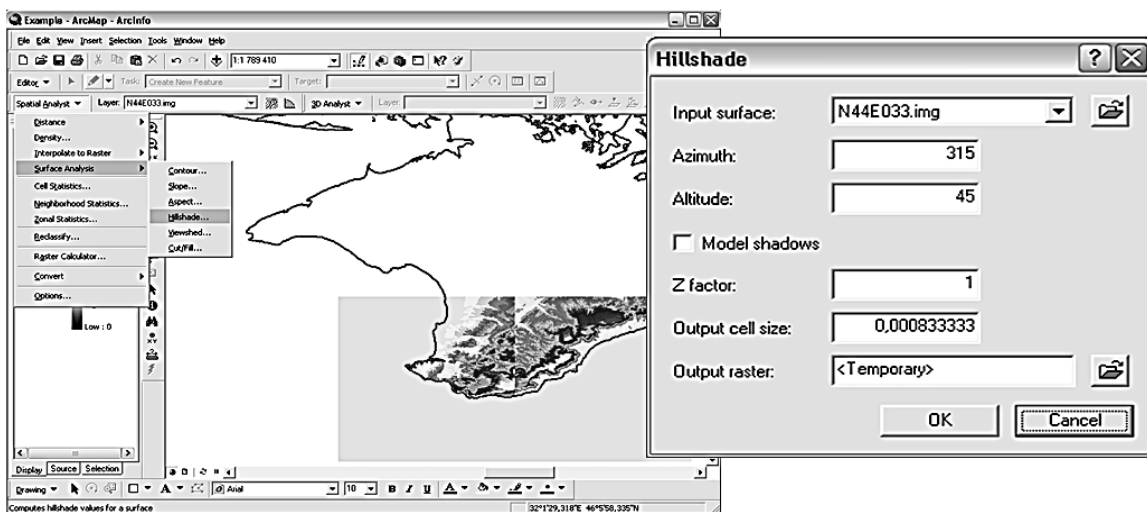 Example - ArcMap - ArcInfo
File Edit View Insert Selection Tools Window Help
1:1 789 410
Editor Task: Create New Feature Target:
Spatial Analyst Layer: N44E033.img 3D Analyst Layer:
Distance
Density...
Interpolate to Raster
Surface Analysis
Cell Statistics...
Neighborhood Statistics...
Zonal Statistics...
Reclassify...
Raster Calculator...
Convert
Options...
Contour...
Slope...
Aspect...
Hillshade...
Viewshed...
Cut/Fill...
Low : 0
Display Source Selection
Drawing A Arial 10 B I U A
Computes hillshade values for a surface 32°1'29,318"E 46°5'58,335"N
Hillshade
Input surface: N44E033.img
Azimuth: 315
Altitude: 45
Model shadows
Z factor: 1
Output cell size: 0,000833333
Output raster: <Temporary>
OK Cancel